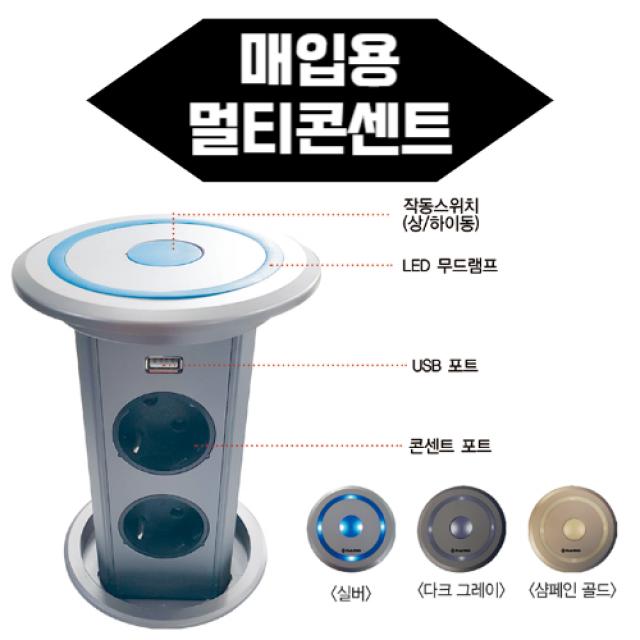 매입용
멀티콘센트
작동스위치
(상/하이동)
LED 무드램프
USB 포트
콘센트 포트
<실버>
<다크 그레이>
<샴페인 골드>